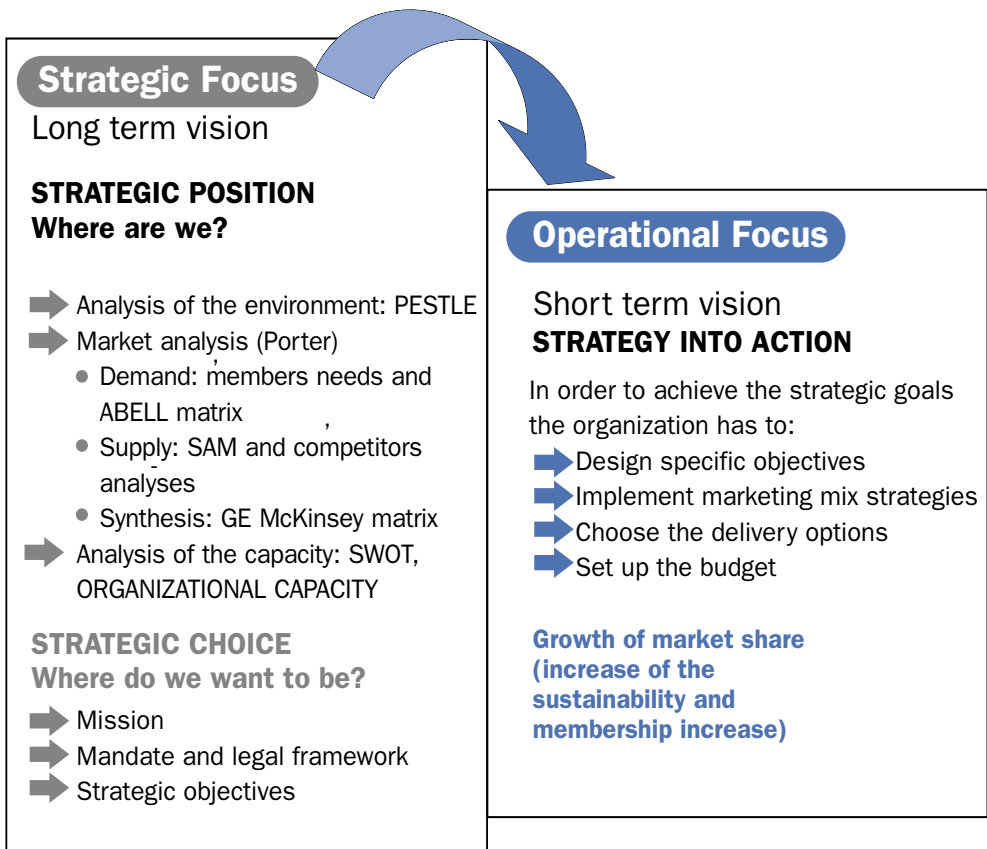 Strategic Focus
Long term vision
STRATEGIC POSITION
Where are we?
Analysis of the environment: PESTLE
Market analysis (Porter)
Demand: members' needs and
ABELL matrix
Supply: SAM and competitors'
analyses
Synthesis: GE McKinsey matrix
Analysis of the capacity: SWOT,
ORGANIZATIONAL CAPACITY
STRATEGIC CHOICE
Where do we want to be?
Mission
Mandate and legal framework
Strategic objectives
Operational Focus
Short term vision
STRATEGY INTO ACTION
In order to achieve the strategic goals
the organization has to:
Design specific objectives
Implement marketing mix strategies
Choose the delivery options
Set up the budget
Growth of market share
(increase of the
sustainability and
membership increase)